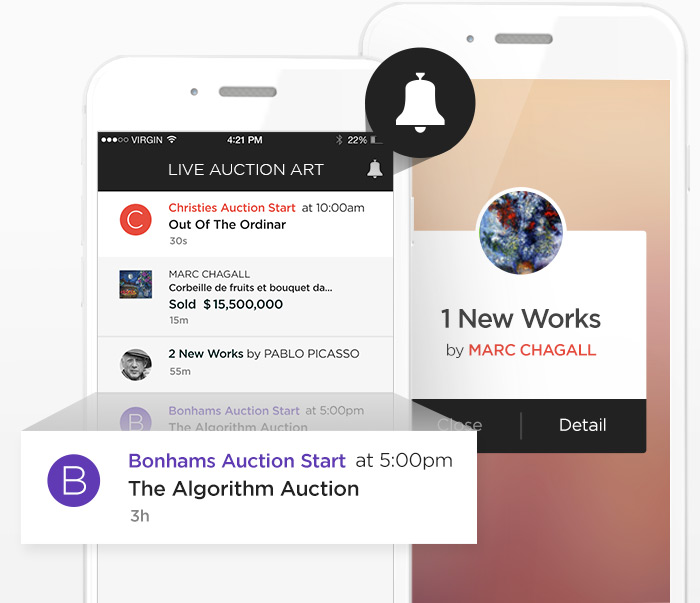 VIRGIN 4:21 PM 22%
LIVE AUCTION ART
C
Christies Auction Start at 10:00am
Out Of The Ordinar
30s
MARC CHAGALL
Corbeille de fruits et bouquet da...
Sold $15,500,000
15m
2 New Works by PABLO PICASSO
55m
B
Bonhams Auction Start at 5:00pm
The Algorithm Auction
B
Bonhams Auction Start at 5:00pm
The Algorithm Auction
3h
1 New Works
by MARC CHAGALL
Close Detail